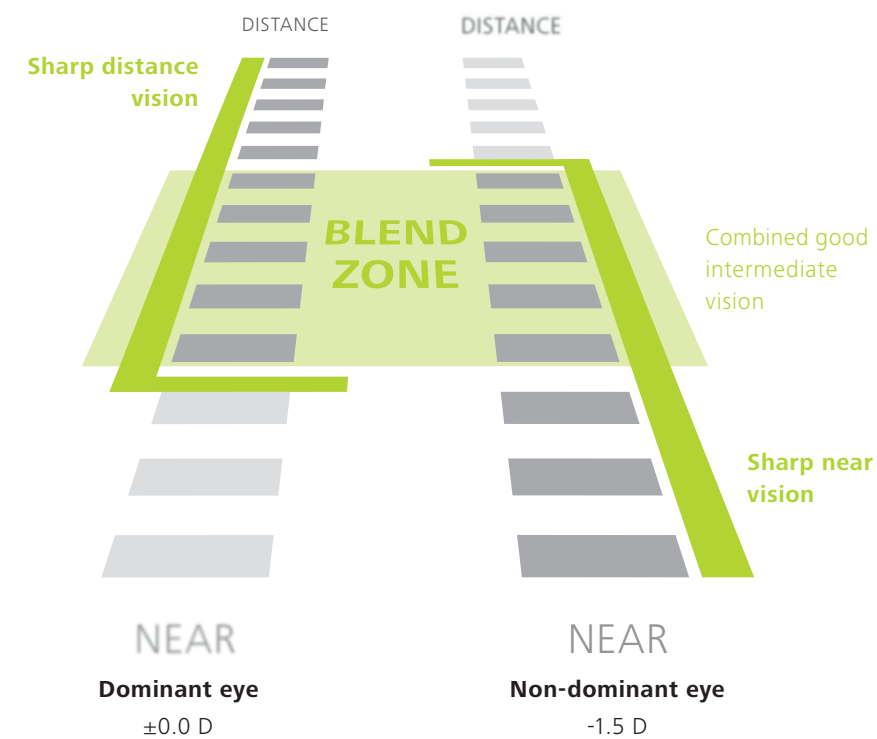 DISTANCE
DISTANCE
Sharp distance
vision
BLEND
ZONE
Combined good
intermediate
vision
Sharp near
vision
NEAR
NEAR
Dominant eye
Non-dominant eye
±0.0 D
-1.5 D